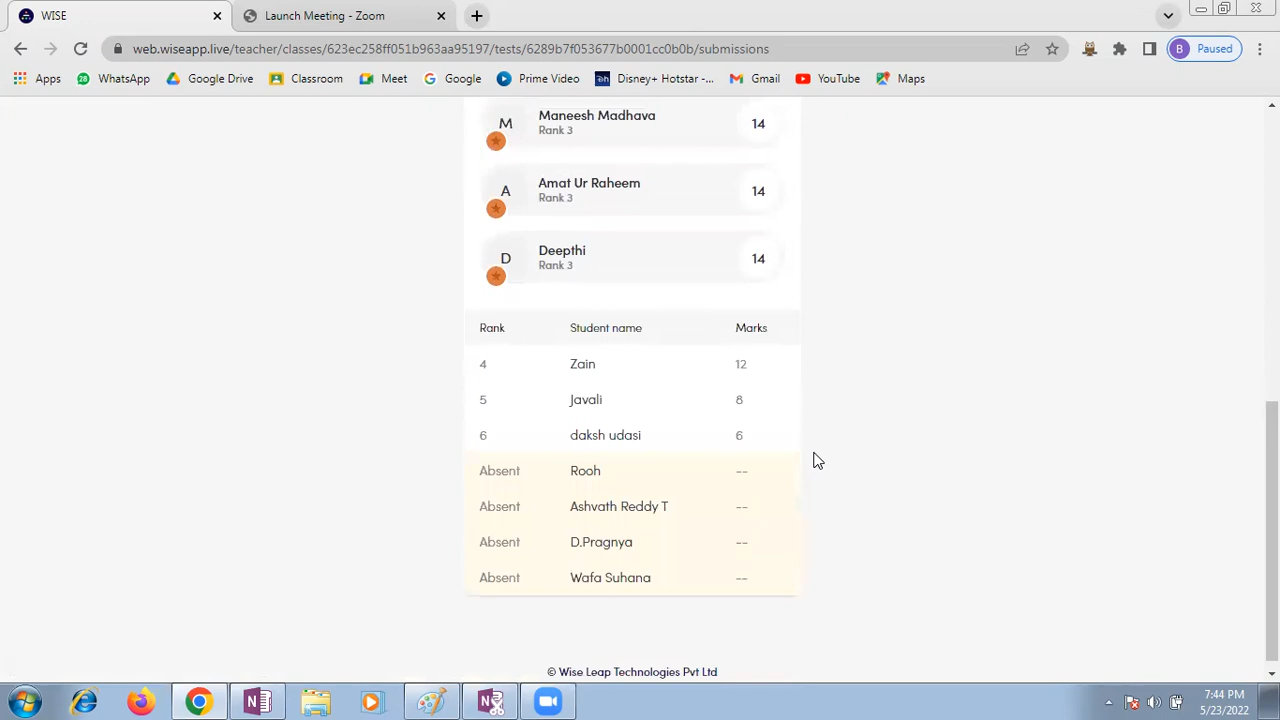 WISE
Launch Meeting - Zoom
web.wiseapp.live/teacher/classes/623ec258ff051b963aa95197/tests/6289b7f053677b0001cc0b0b/submissions
B Paused
Apps
28 WhatsApp
Google Drive
Classroom
Meet
G Google
Prime Video
Disney+ Hotstar -...
Gmail
YouTube
Maps
M Maneesh Madhava 14
Rank 3
A Amat Ur Raheem 14
Rank 3
D Deepthi 14
Rank 3
Rank Student name Marks
4 Zain 12
5 Javali 8
6 daksh udasi 6
Absent Rooh --
Absent Ashvath Reddy T --
Absent D.Pragnya --
Absent Wafa Suhana --
© Wise Leap Technologies Pvt Ltd
7:44 PM
5/23/2022